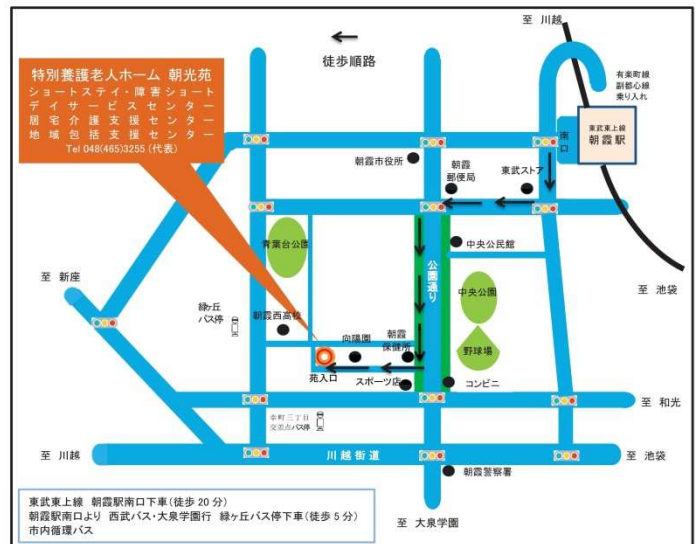 至 川越
徒歩順路
有楽町線
副都心線
乗り入れ
特別養護老人ホーム 朝光苑
ショートステイ・障害ショート
デイサービスセンター
居宅介護支援センター
地域包括支援センター
Tel 048(465)3255 (代表)
東武東上線
朝霞駅
南口
朝霞市役所
朝霞
郵便局
東武ストア
青葉台公園
中央公民館
公園通り
至 新座
中央公園
至 池袋
緑ヶ丘
バス停
朝霞西高校
向陽園
朝霞
保健所
野球場
苑入口
スポーツ店
コンビニ
至 和光
幸町三丁目
交差点バス停
至 川越
川越街道
至 池袋
朝霞警察署
東武東上線 朝霞駅南口下車(徒歩20分)
朝霞駅南口より 西武バス・大泉学園行 緑ヶ丘バス停下車(徒歩5分)
市内循環バス
至 大泉学園